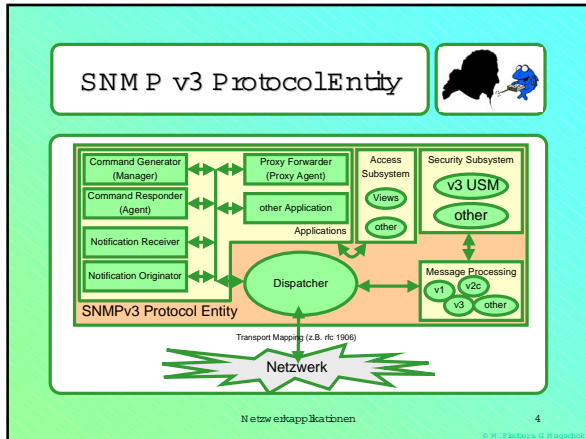 SNMP v3 ProtocolEntity
Command Generator
(Manager)
Command Responder
(Agent)
Notification Receiver
Notification Originator
Proxy Forwarder
(Proxy Agent)
other Application
Applications
Access
Subsystem
Views
other
Security Subsystem
v3 USM
other
Dispatcher
Message Processing
v1
v2c
v3
other
SNMPv3 Protocol Entity
Transport Mapping (z.B. rfc 1906)
Netzwerk
Netzwerkapplikationen
4
© M. Fischer & G. Magschok